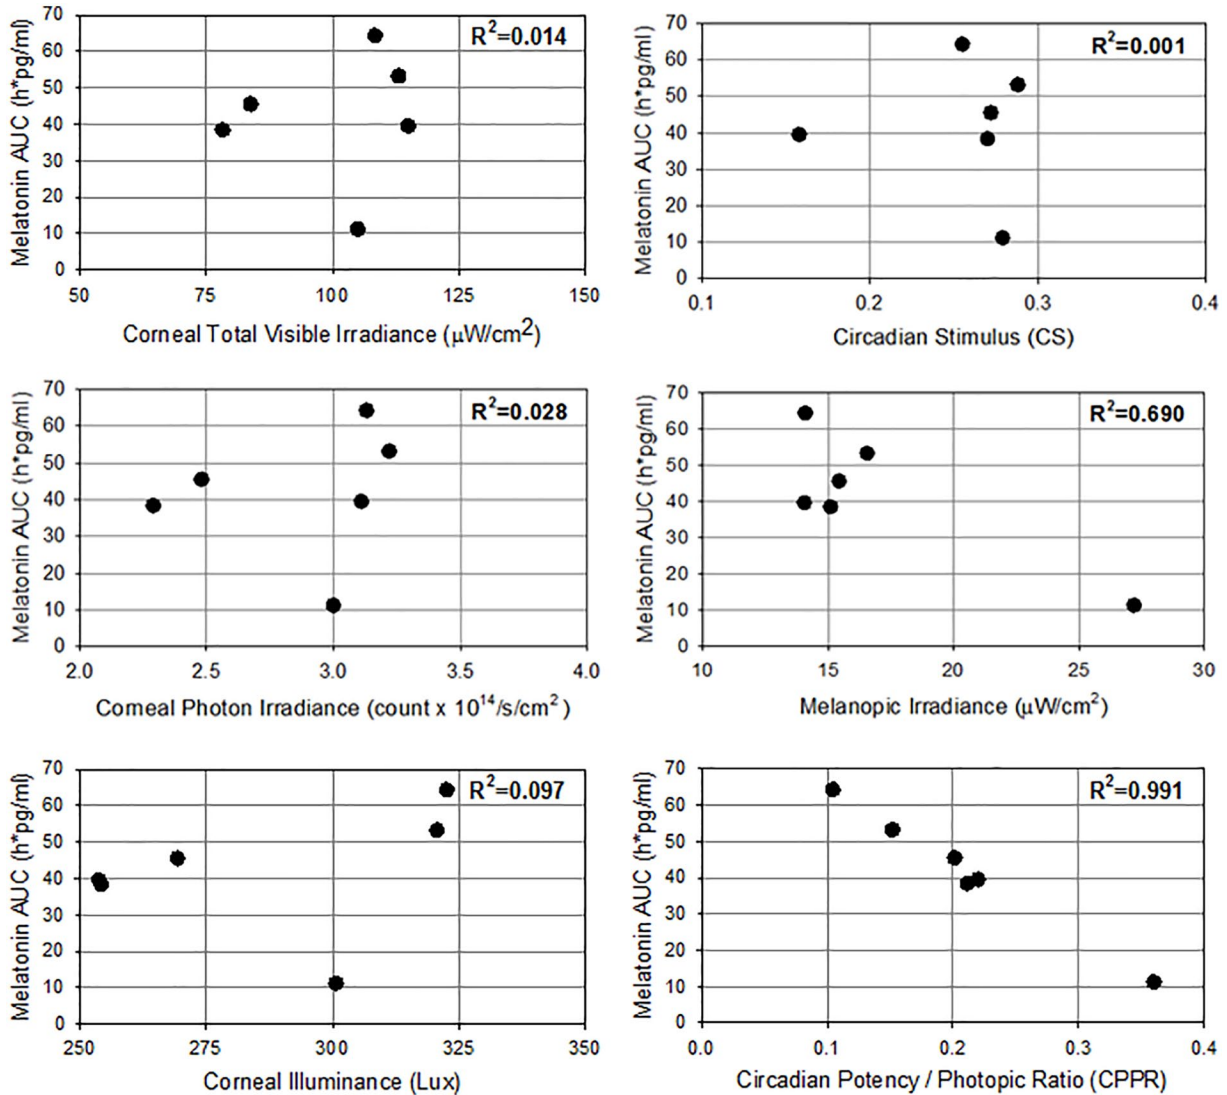 Melatonin AUC (h*pg/ml)
70
60
50
40
30
20
10
0
R²=0.014
50 75 100 125 150
Corneal Total Visible Irradiance (μW/cm²)
Melatonin AUC (h*pg/ml)
70
60
50
40
30
20
10
0
R²=0.001
0.1 0.2 0.3 0.4
Circadian Stimulus (CS)
Melatonin AUC (h*pg/ml)
70
60
50
40
30
20
10
0
R²=0.028
2.0 2.5 3.0 3.5 4.0
Corneal Photon Irradiance (count x 10¹⁴/s/cm²)
Melatonin AUC (h*pg/ml)
70
60
50
40
30
20
10
0
R²=0.690
10 15 20 25 30
Melanopic Irradiance (μW/cm²)
Melatonin AUC (h*pg/ml)
70
60
50
40
30
20
10
0
R²=0.097
250 275 300 325 350
Corneal Illuminance (Lux)
Melatonin AUC (h*pg/ml)
70
60
50
40
30
20
10
0
R²=0.991
0.0 0.1 0.2 0.3 0.4
Circadian Potency / Photopic Ratio (CPPR)